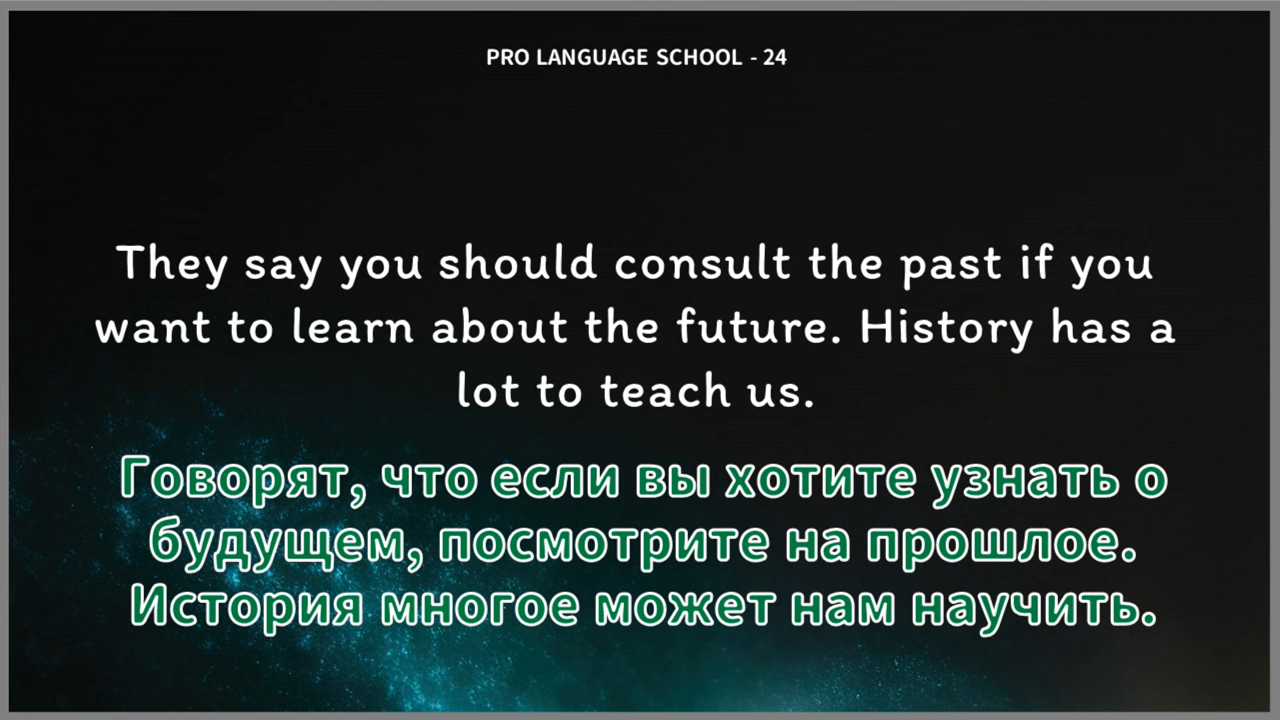 PRO LANGUAGE SCHOOL - 24
They say you should consult the past if you
want to learn about the future. History has a
lot to teach us.
Говорят, что если вы хотите узнать о
будущем, посмотрите на прошлое.
История многое может нам научить.